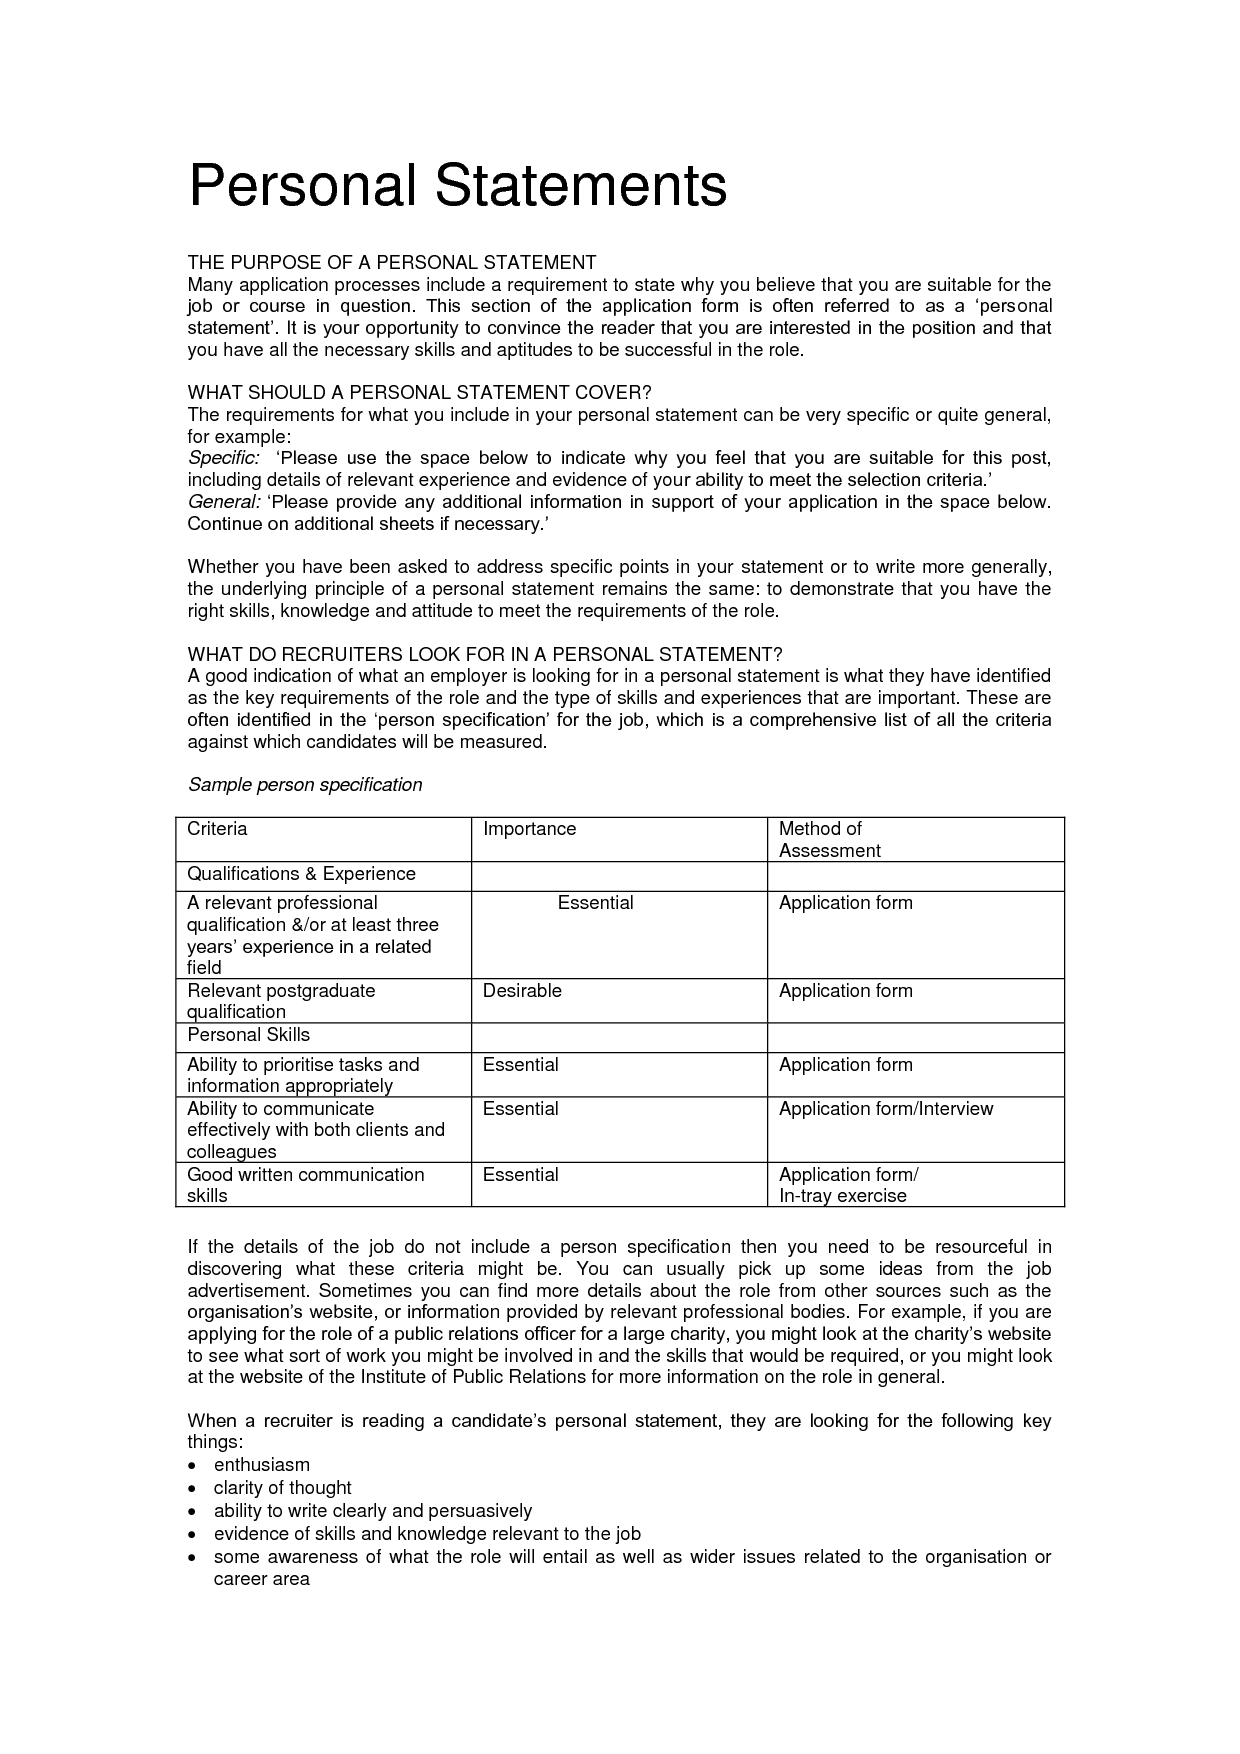 Personal Statements
THE PURPOSE OF A PERSONAL STATEMENT
Many application processes include a requirement to state why you believe that you are suitable for the
job or course in question. This section of the application form is often referred to as a ‘personal
statement’. It is your opportunity to convince the reader that you are interested in the position and that
you have all the necessary skills and aptitudes to be successful in the role.
WHAT SHOULD A PERSONAL STATEMENT COVER?
The requirements for what you include in your personal statement can be very specific or quite general,
for example:
Specific: ‘Please use the space below to indicate why you feel that you are suitable for this post,
including details of relevant experience and evidence of your ability to meet the selection criteria.’
General: ‘Please provide any additional information in support of your application in the space below.
Continue on additional sheets if necessary.’
Whether you have been asked to address specific points in your statement or to write more generally,
the underlying principle of a personal statement remains the same: to demonstrate that you have the
right skills, knowledge and attitude to meet the requirements of the role.
WHAT DO RECRUITERS LOOK FOR IN A PERSONAL STATEMENT?
A good indication of what an employer is looking for in a personal statement is what they have identified
as the key requirements of the role and the type of skills and experiences that are important. These are
often identified in the ‘person specification’ for the job, which is a comprehensive list of all the criteria
against which candidates will be measured.
Sample person specification
Criteria Importance Method of
Assessment
Qualifications & Experience
A relevant professional Essential Application form
qualification &/or at least three
years’ experience in a related
field
Relevant postgraduate Desirable Application form
qualification
Personal Skills
Ability to prioritise tasks and Essential Application form
information appropriately
Ability to communicate Essential Application form/Interview
effectively with both clients and
colleagues
Good written communication Essential Application form/
skills In-tray exercise
If the details of the job do not include a person specification then you need to be resourceful in
discovering what these criteria might be. You can usually pick up some ideas from the job
advertisement. Sometimes you can find more details about the role from other sources such as the
organisation’s website, or information provided by relevant professional bodies. For example, if you are
applying for the role of a public relations officer for a large charity, you might look at the charity’s website
to see what sort of work you might be involved in and the skills that would be required, or you might look
at the website of the Institute of Public Relations for more information on the role in general.
When a recruiter is reading a candidate’s personal statement, they are looking for the following key
things:
• enthusiasm
• clarity of thought
• ability to write clearly and persuasively
• evidence of skills and knowledge relevant to the job
• some awareness of what the role will entail as well as wider issues related to the organisation or
career area